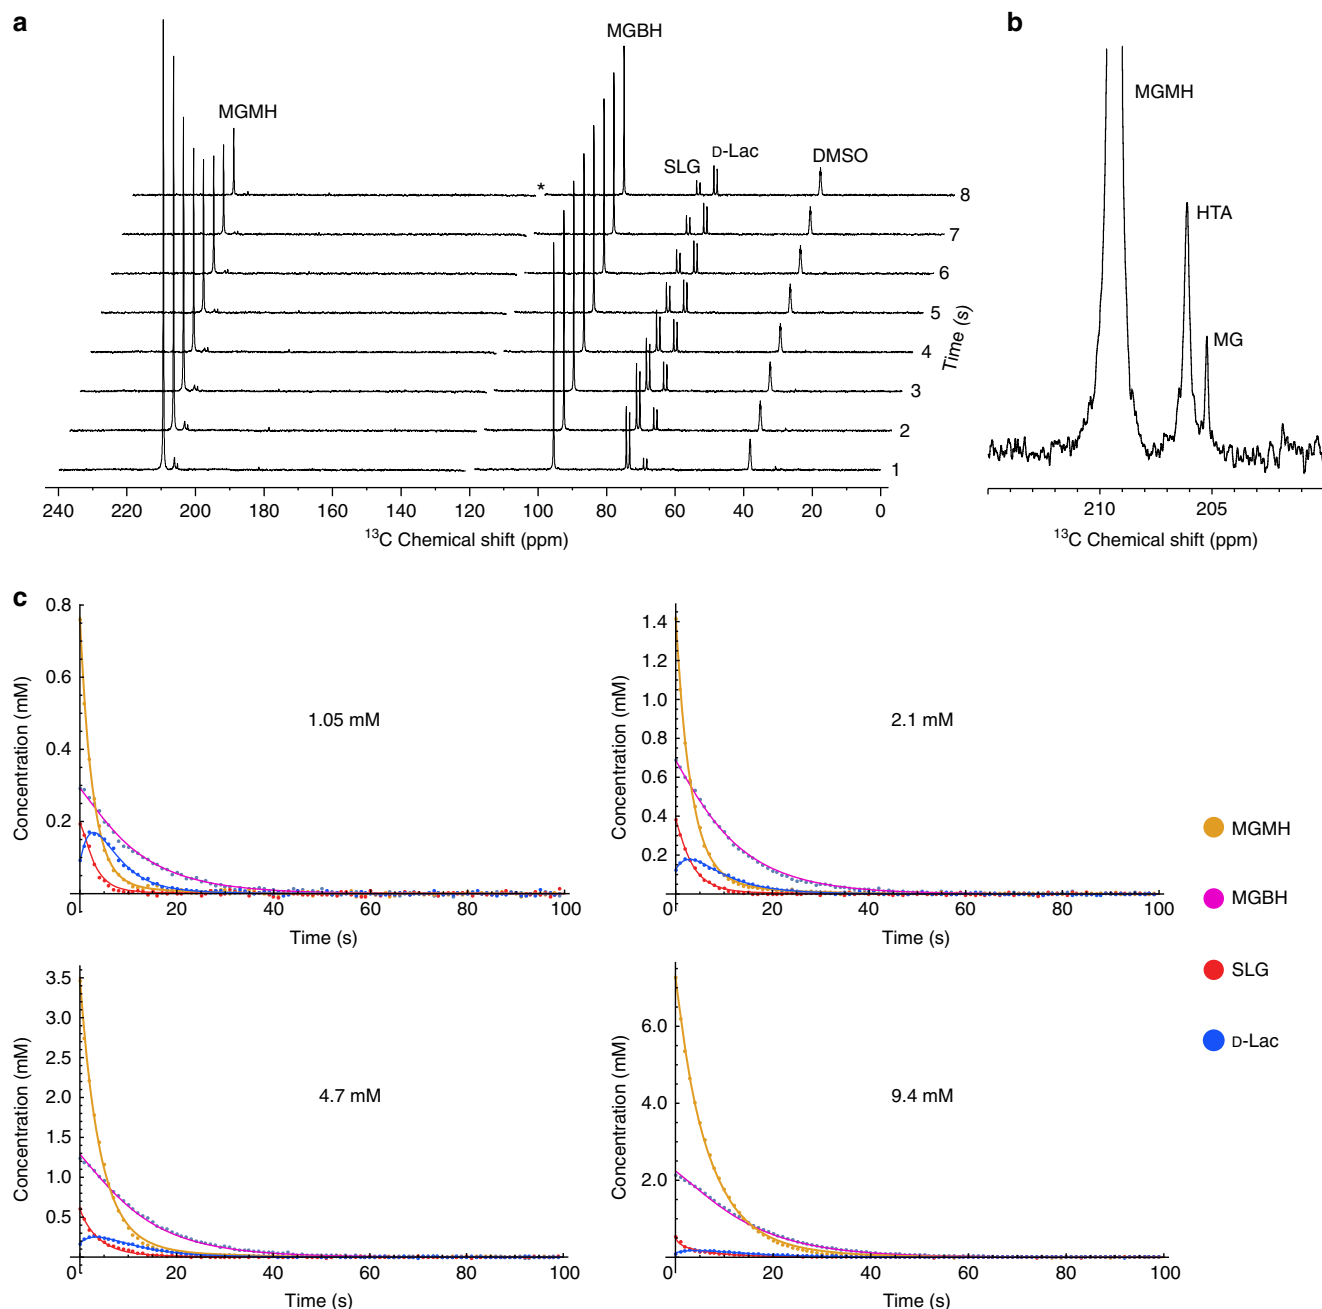 a
MGMH
MGBH
SLG
D-Lac
DMSO
*
8
7
6
5
4
3
2
1
Time (s)
240 220 200 180 160 140 120 100 80 60 40 20 0
¹³C Chemical shift (ppm)
b
MGMH
HTA
MG
210 205
¹³C Chemical shift (ppm)
c
0.8
0.6
0.4
0.2
Concentration (mM)
1.05 mM
0 20 40 60 80 100
Time (s)
1.4
1.2
1.0
0.8
0.6
0.4
0.2
Concentration (mM)
2.1 mM
0 20 40 60 80 100
Time (s)
3.5
3.0
2.5
2.0
1.5
1.0
0.5
Concentration (mM)
4.7 mM
0 20 40 60 80 100
Time (s)
6.0
4.0
2.0
Concentration (mM)
9.4 mM
0 20 40 60 80 100
Time (s)
MGMH
MGBH
SLG
D-Lac